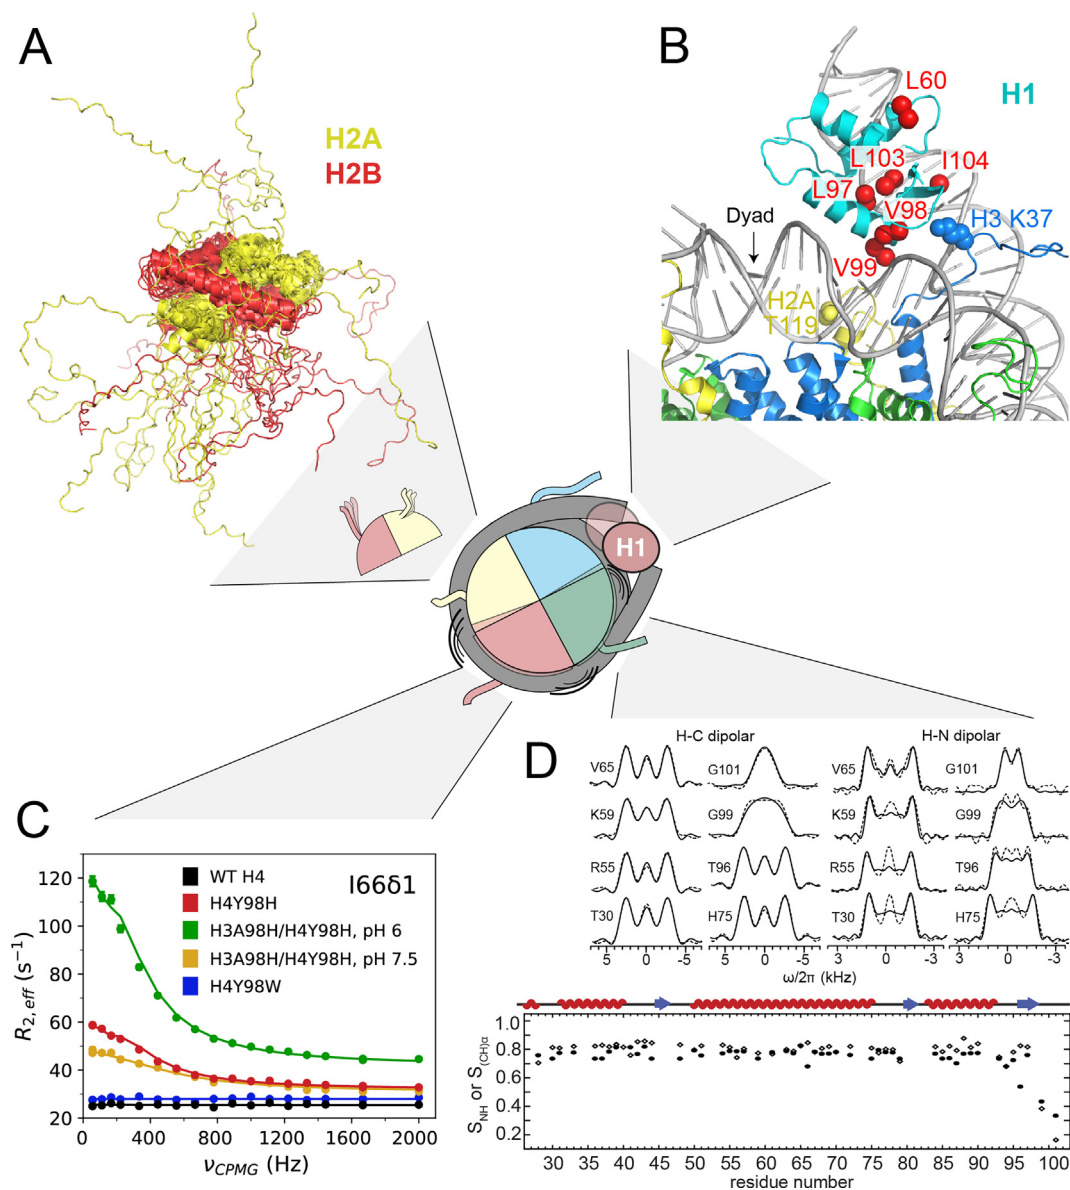 A
H2A
H2B
B
L60
H1
L103
I104
L97
V98
H3 K37
Dyad
V99
H2A
T119
H1
C
I66δ1
WT H4
H4Y98H
H3A98H/H4Y98H, pH 6
H3A98H/H4Y98H, pH 7.5
H4Y98W
R2,eff (s⁻¹)
120
100
80
60
40
20
0 400 800 1200 1600 2000
νCPMG (Hz)
D
H-C dipolar H-N dipolar
V65 G101 V65 G101
K59 G99 K59 G99
R55 T96 R55 T96
T30 H75 T30 H75
5 0 -5 5 0 -5 3 0 -3 3 0 -3
ω/2π (kHz)
SNH or S(CH)α
1.0
0.8
0.6
0.4
0.2
30 35 40 45 50 55 60 65 70 75 80 85 90 95 100
residue number